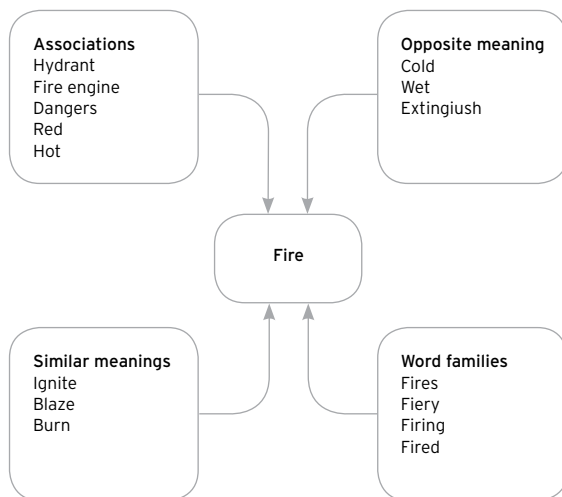 Associations
Hydrant
Fire engine
Dangers
Red
Hot
Opposite meaning
Cold
Wet
Extingiush
Fire
Similar meanings
Ignite
Blaze
Burn
Word families
Fires
Fiery
Firing
Fired